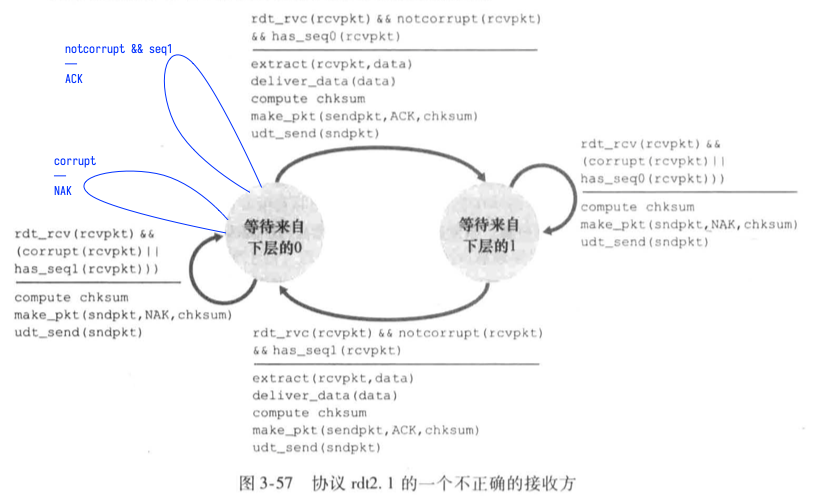 rdt_rvc(rcvpkt) && notcorrupt(rcvpkt)
&& has_seq0(rcvpkt)
extract(rcvpkt,data)
deliver_data(data)
compute chksum
make_pkt(sendpkt,ACK,chksum)
udt_send(sndpkt)
notcorrupt && seq1
—
ACK
corrupt
—
NAK
rdt_rcv(rcvpkt) &&
(corrupt(rcvpkt)||
has_seq0(rcvpkt)))
compute chksum
make_pkt(sndpkt,NAK,chksum)
udt_send(sndpkt)
等待来自
下层的0
等待来自
下层的1
rdt_rcv(rcvpkt) &&
(corrupt(rcvpkt)||
has_seq1(rcvpkt)))
compute chksum
make_pkt(sndpkt,NAK,chksum)
udt_send(sndpkt)
rdt_rvc(rcvpkt) && notcorrupt(rcvpkt)
&& has_seq1(rcvpkt)
extract(rcvpkt,data)
deliver_data(data)
compute chksum
make_pkt(sendpkt,ACK,chksum)
udt_send(sndpkt)
图 3-57 协议 rdt2.1 的一个不正确的接收方